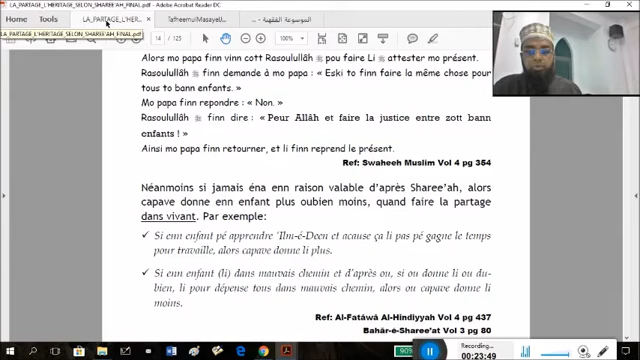 LA_PARTAGE_L'HERITAGE_SELON_SHAREE'AH_FINAL.pdf - Adobe Acrobat Reader DC
Home Tools LA_PARTAGE_L'HER... × الموسوعة الفقهية
LA_PARTAGE_L'HERITAGE_SELON_SHAREE'AH_FINAL.pdf
14 / 125 100%
Alors mo papa finn vinn cott Rasoulullâh ﷺ pou faire Li attester mo présent.
Rasoulullâh ﷺ finn demande à mo papa : « Eski to finn faire la même chose pour
tous to bann enfants. »
Mo papa finn repondre : « Non. »
Rasoulullâh ﷺ finn dire : « Peur Allâh et faire la justice entre zott bann
enfants ! »
Ainsi mo papa finn retourner, et li finn reprend le présent.
Ref: Swaheeh Muslim Vol 4 pg 354
Néanmoins si jamais éna enn raison valable d'après Sharee'ah, alors
capave donne enn enfant plus oubien moins, quand faire la partage
dans vivant. Par exemple:
✓ Si enn enfant pé apprendre 'Ilm-é-Deen et acause ça li pas pé gagne le temps
pour travaille, alors capave donne li plus.
✓ Si enn enfant (li) dans mauvais chemin et d'après ou, si ou donne li ou du-
bien, li pour dépense tous dans mauvais chemin, alors ou capave donne li
moins.
Ref: Al-Fatâwâ Al-Hindiyyah Vol 4 pg 437
Bahâr-é-Sharee'at Vol 3 pg 80
90%
Recording...
00:23:49